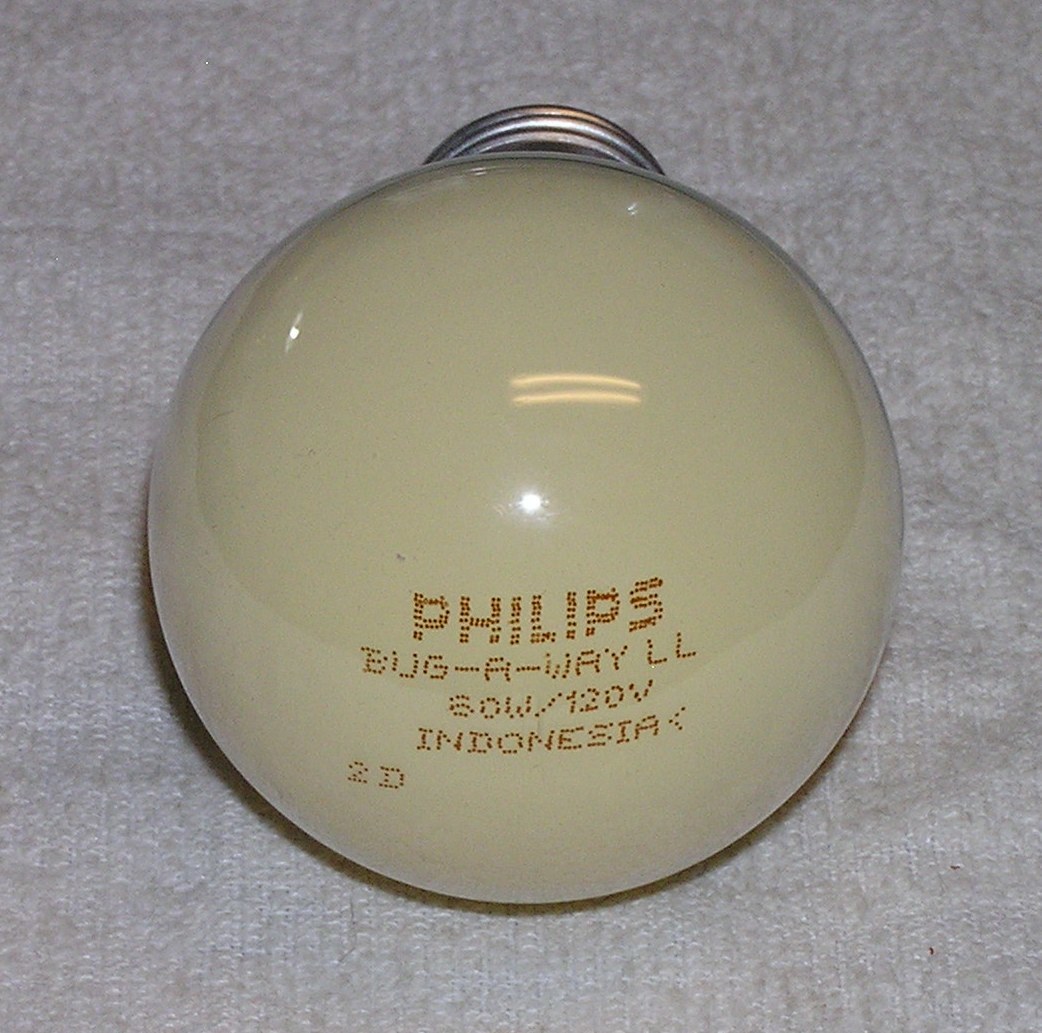 PHILIPS
BUG-A-WAY LL
60W/120V
INDONESIA<
2D